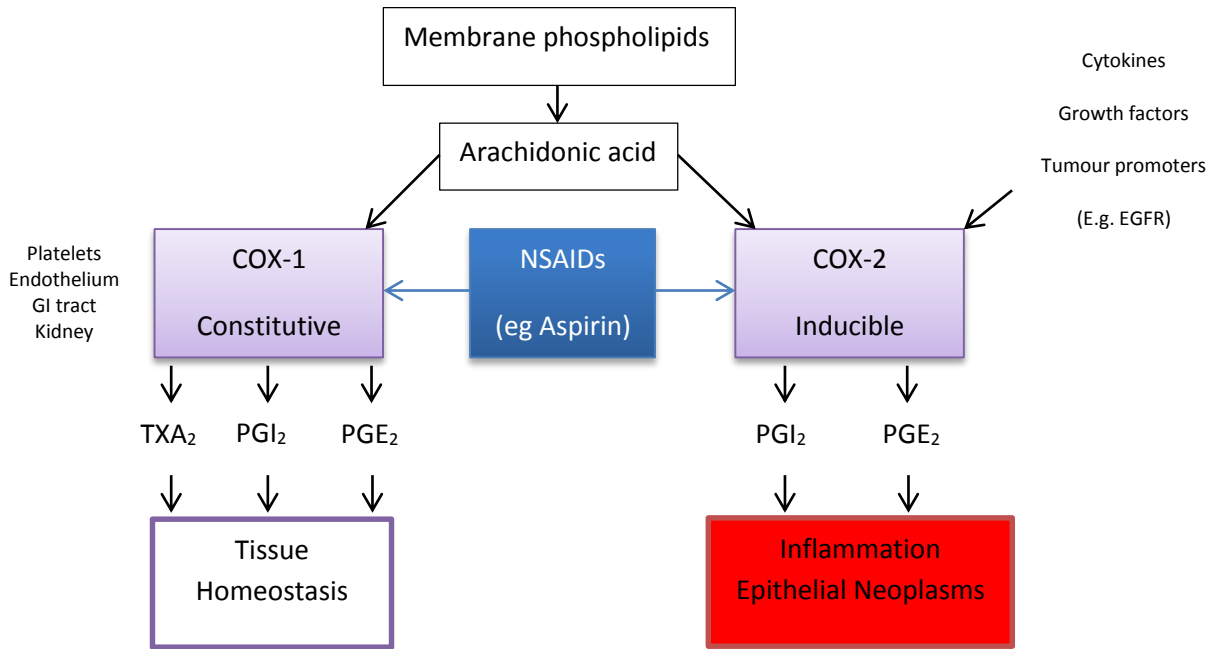 Membrane phospholipids
Cytokines
Growth factors
Tumour promoters
(E.g. EGFR)
Arachidonic acid
Platelets
Endothelium
GI tract
Kidney
COX-1
Constitutive
NSAIDs
(eg Aspirin)
COX-2
Inducible
TXA₂
PGI₂
PGE₂
PGI₂
PGE₂
Tissue
Homeostasis
Inflammation
Epithelial Neoplasms